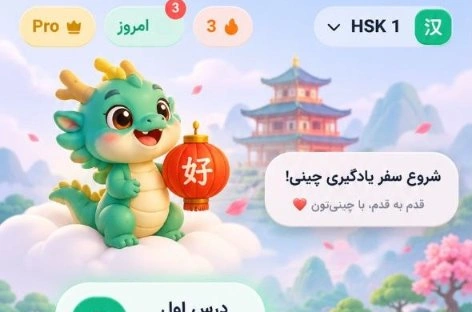 汉
HSK 1
3
امروز
3
Pro
好
شروع سفر یادگیری چینی!
قدم به قدم، با چینی‌تون ❤️
درس اول